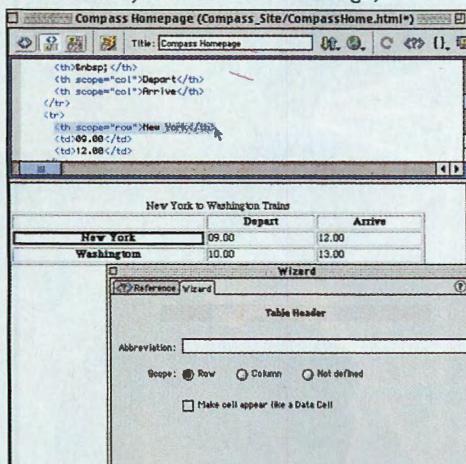 Compass Homepage (Compass_Site/CompassHome.html*)
Title: Compass Homepage
<th>&nbsp; </th>
<th scope="col">Depart</th>
<th scope="col">Arrive</th>
</tr>
<tr>
<th scope="row">New York</th>
<td>09.00</td>
<td>12.00</td>
New York to Washington Trains
Depart Arrive
New York 09.00 12.00
Washington 10.00 13.00
Wizard
<?> Reference Wizard
Table Header
Abbreviation:
Scope: Row Column Not defined
Make cell appear like a Data Cell